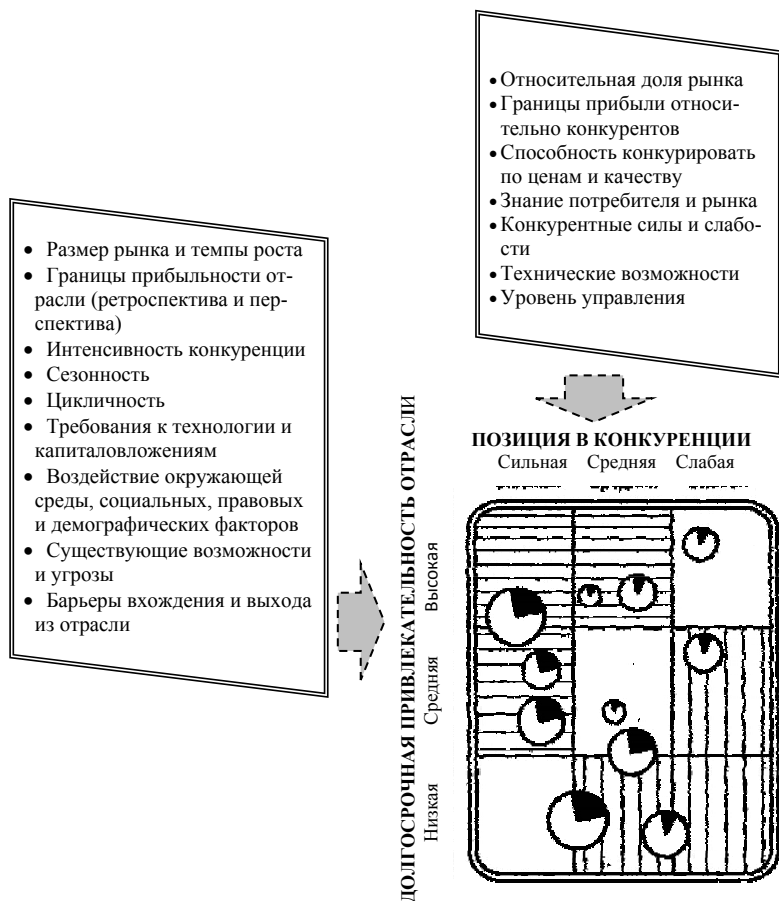 • Относительная доля рынка
• Границы прибыли относи-
тельно конкурентов
• Способность конкурировать
по ценам и качеству
• Знание потребителя и рынка
• Конкурентные силы и слабо-
сти
• Технические возможности
• Уровень управления
• Размер рынка и темпы роста
• Границы прибыльности от-
расли (ретроспектива и пер-
спектива)
• Интенсивность конкуренции
• Сезонность
• Цикличность
• Требования к технологии и
капиталовложениям
• Воздействие окружающей
среды, социальных, правовых
и демографических факторов
• Существующие возможности
и угрозы
• Барьеры вхождения и выхода
из отрасли
ПОЗИЦИЯ В КОНКУРЕНЦИИ
Сильная Средняя Слабая
ДОЛГОСРОЧНАЯ ПРИВЛЕКАТЕЛЬНОСТЬ ОТРАСЛИ
Высокая
Средняя
Низкая